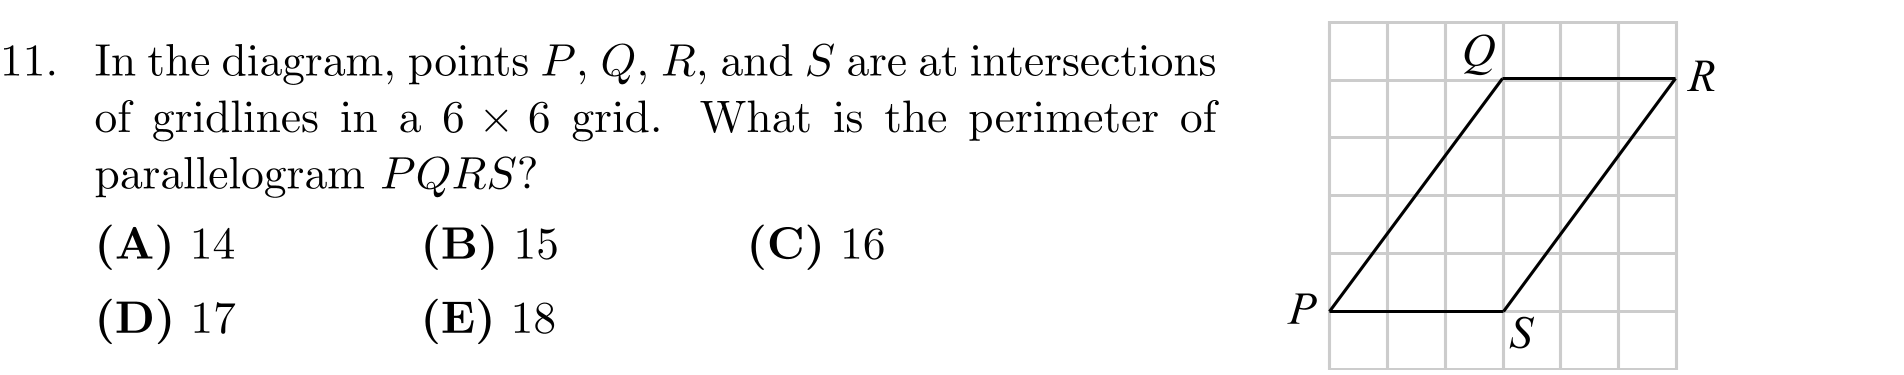 11. In the diagram, points P, Q, R, and S are at intersections
of gridlines in a 6 × 6 grid. What is the perimeter of
parallelogram PQRS?
(A) 14 (B) 15 (C) 16
(D) 17 (E) 18
Q
R
P
S